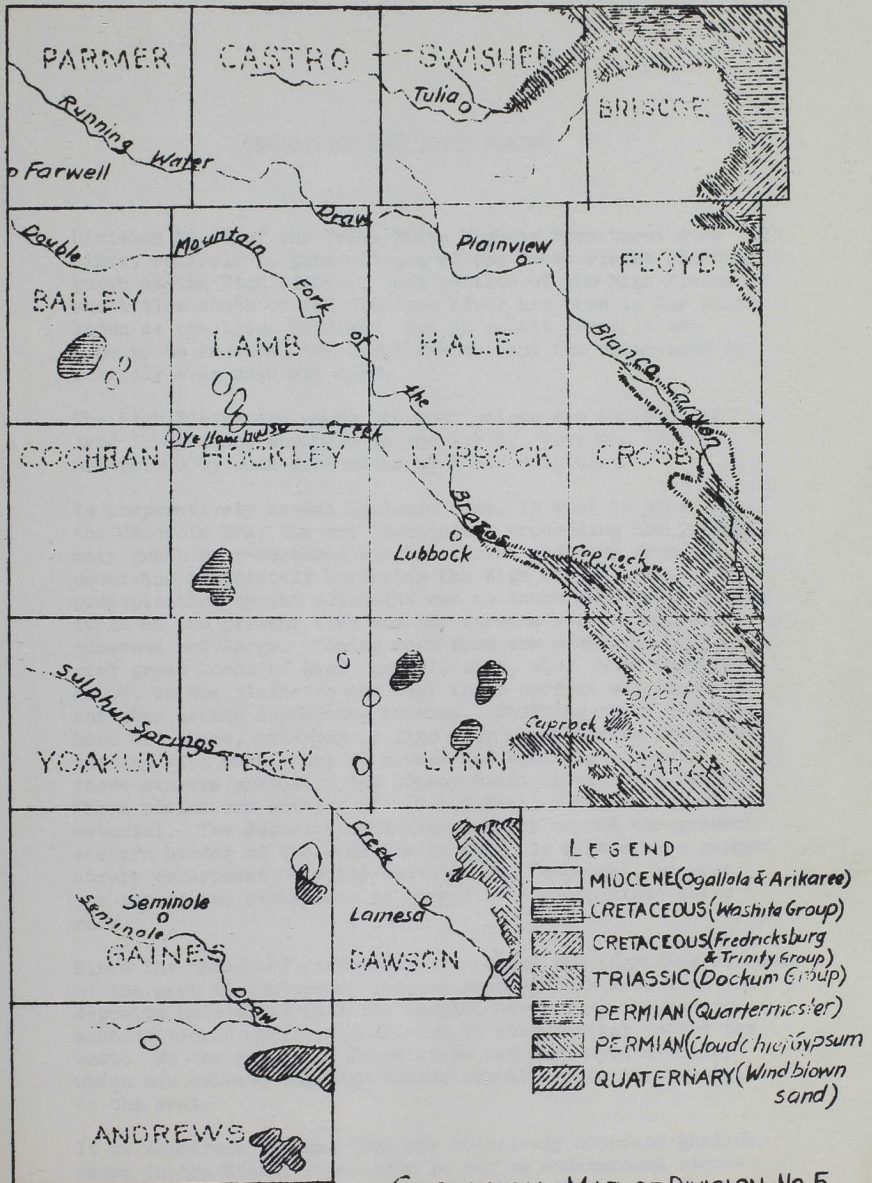 PARMER
CASTRO
SWISHER
BRISCOE
Tulia
Running Water Draw
Farwell
Double Mountain Fork of the Brazos
Plainview
FLOYD
BAILEY
LAMB
HALE
Blanco Canyon
Yellowhouse Creek
COCHRAN
HOCKLEY
LUBBOCK
CROSBY
Lubbock
Caprock
Sulphur Springs Creek
Post
Caprock
YOAKUM
TERRY
LYNN
GARZA
Seminole
Seminole Draw
GAINES
Lamesa
DAWSON
ANDREWS
LEGEND
MIOCENE (Ogallola & Arikaree)
CRETACEOUS (Washita Group)
CRETACEOUS (Fredricksburg
& Trinity Group)
TRIASSIC (Dockum Group)
PERMIAN (Quartermaster)
PERMIAN (Cloud chief Gypsum
QUATERNARY (Wind blown
sand)
MAP OF DIVISION No 5